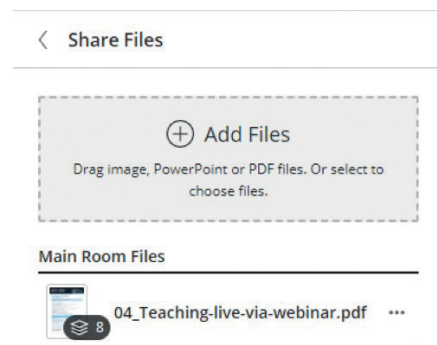 Share Files
Add Files
Drag image, PowerPoint or PDF files. Or select to
choose files.
Main Room Files
04_Teaching-live-via-webinar.pdf
8